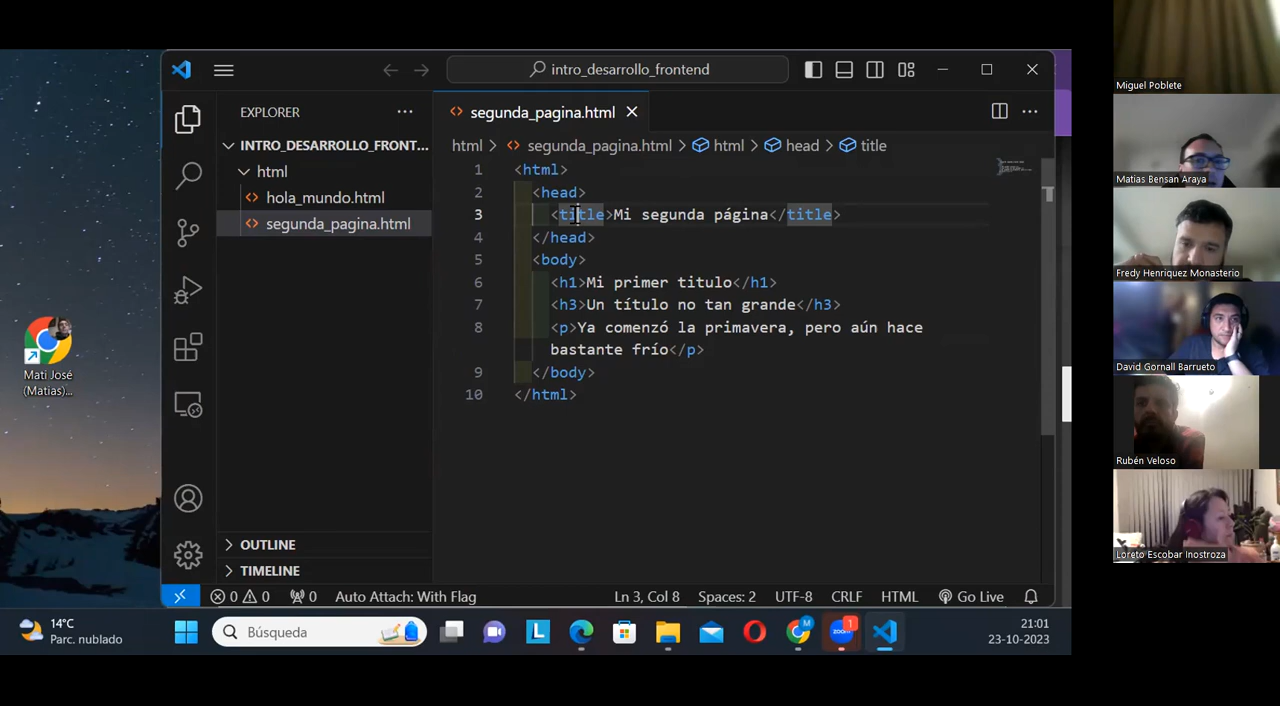 intro_desarrollo_frontend
EXPLORER
segunda_pagina.html
INTRO_DESARROLLO_FRONT...
html
hola_mundo.html
segunda_pagina.html
html > segunda_pagina.html > html > head > title
1 <html>
2 <head>
3 <title>Mi segunda página</title>
4 </head>
5 <body>
6 <h1>Mi primer titulo</h1>
7 <h3>Un título no tan grande</h3>
8 <p>Ya comenzó la primavera, pero aún hace
bastante frío</p>
9 </body>
10 </html>
OUTLINE
TIMELINE
0 0 0 Auto Attach: With Flag Ln 3, Col 8 Spaces: 2 UTF-8 CRLF HTML Go Live
Mati José
(Matias)...
14°C
Parc. nublado
Búsqueda
L
M
zoom
1
21:01
23-10-2023
Miguel Poblete
Matias Bensan Araya
Fredy Henriquez Monasterio
David Gornall Barrueto
Rubén Veloso
Loreto Escobar Inostroza